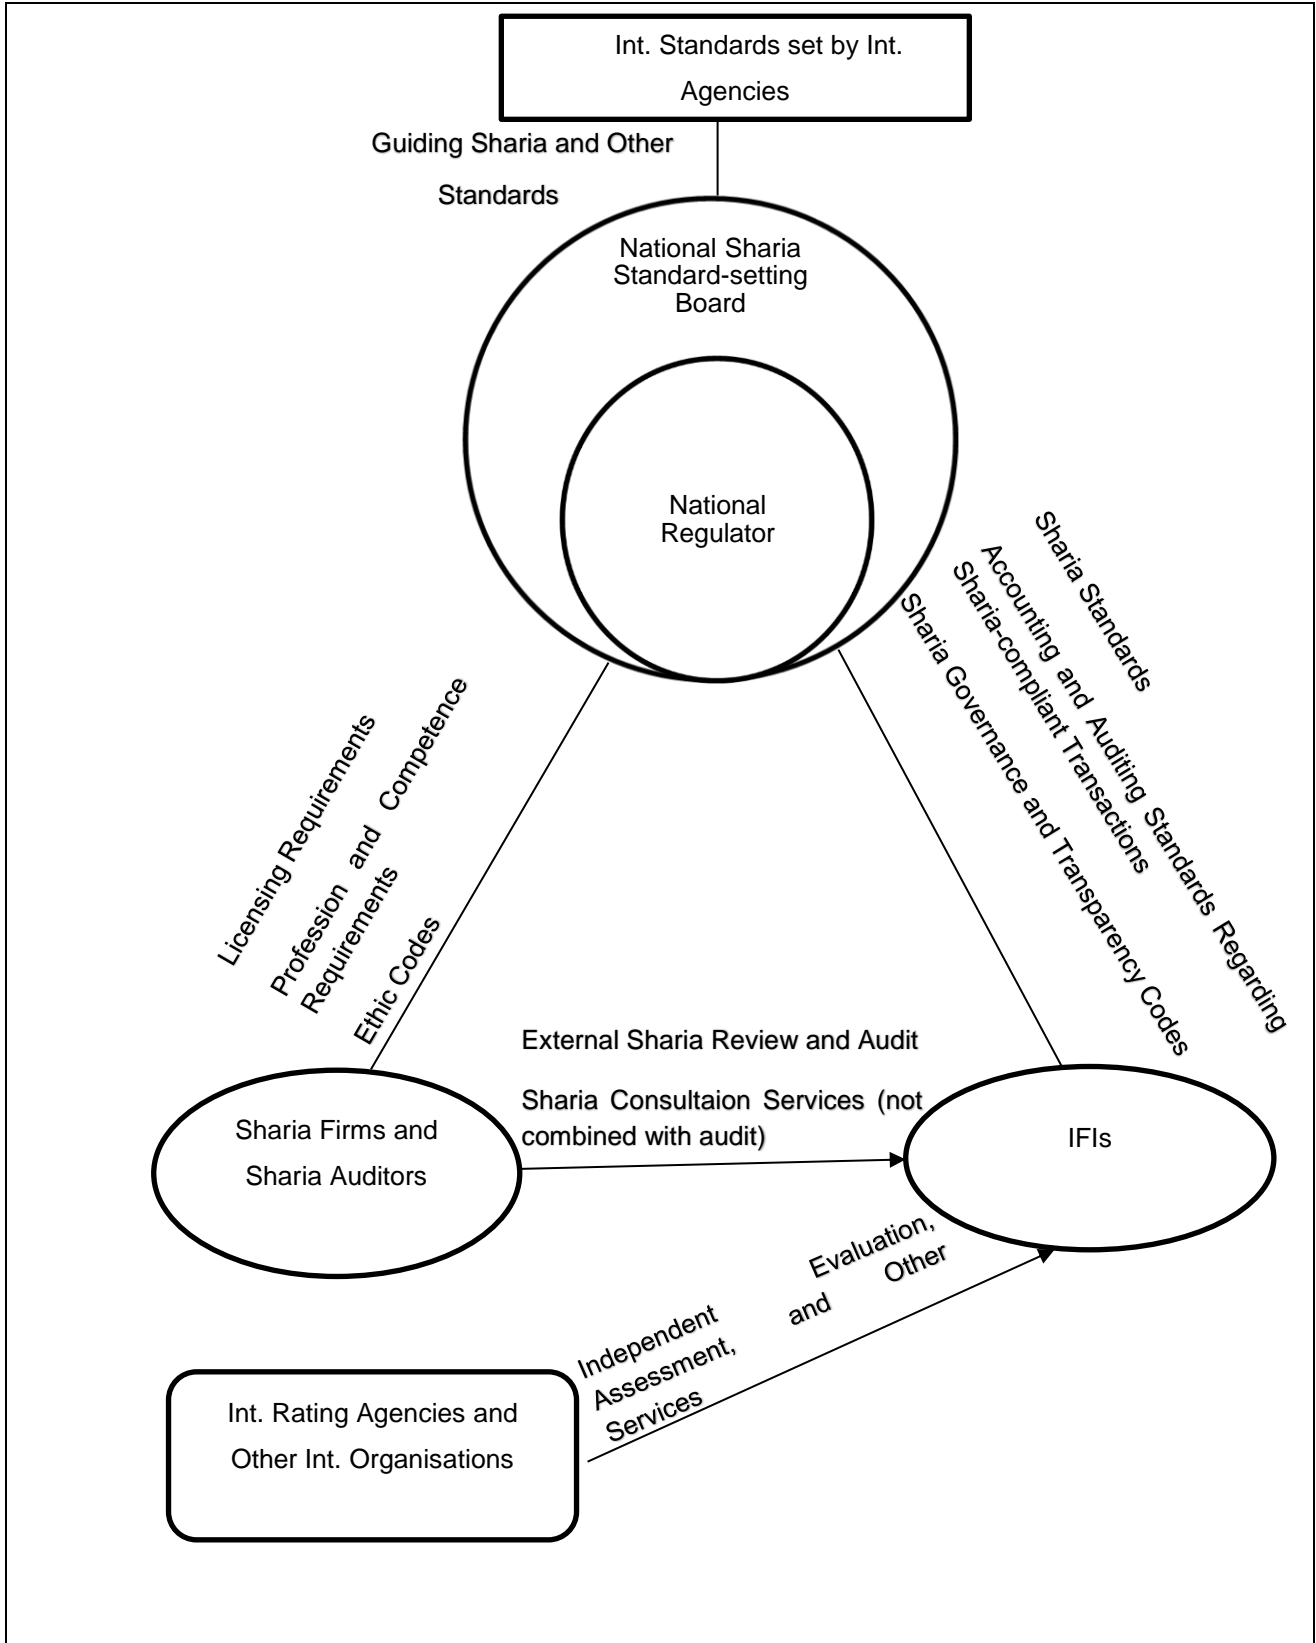 Int. Standards set by Int.
Agencies
Guiding Sharia and Other
Standards
National Sharia
Standard-setting
Board
National
Regulator
Sharia Standards
Accounting and Auditing Standards Regarding
Sharia-compliant Transactions
Sharia Governance and Transparency Codes
Licensing Requirements
Profession and Competence
Requirements
Ethic Codes
External Sharia Review and Audit
Sharia Consultaion Services (not
combined with audit)
Sharia Firms and
Sharia Auditors
IFIs
Independent Evaluation,
Assessment, and Other
Services
Int. Rating Agencies and
Other Int. Organisations